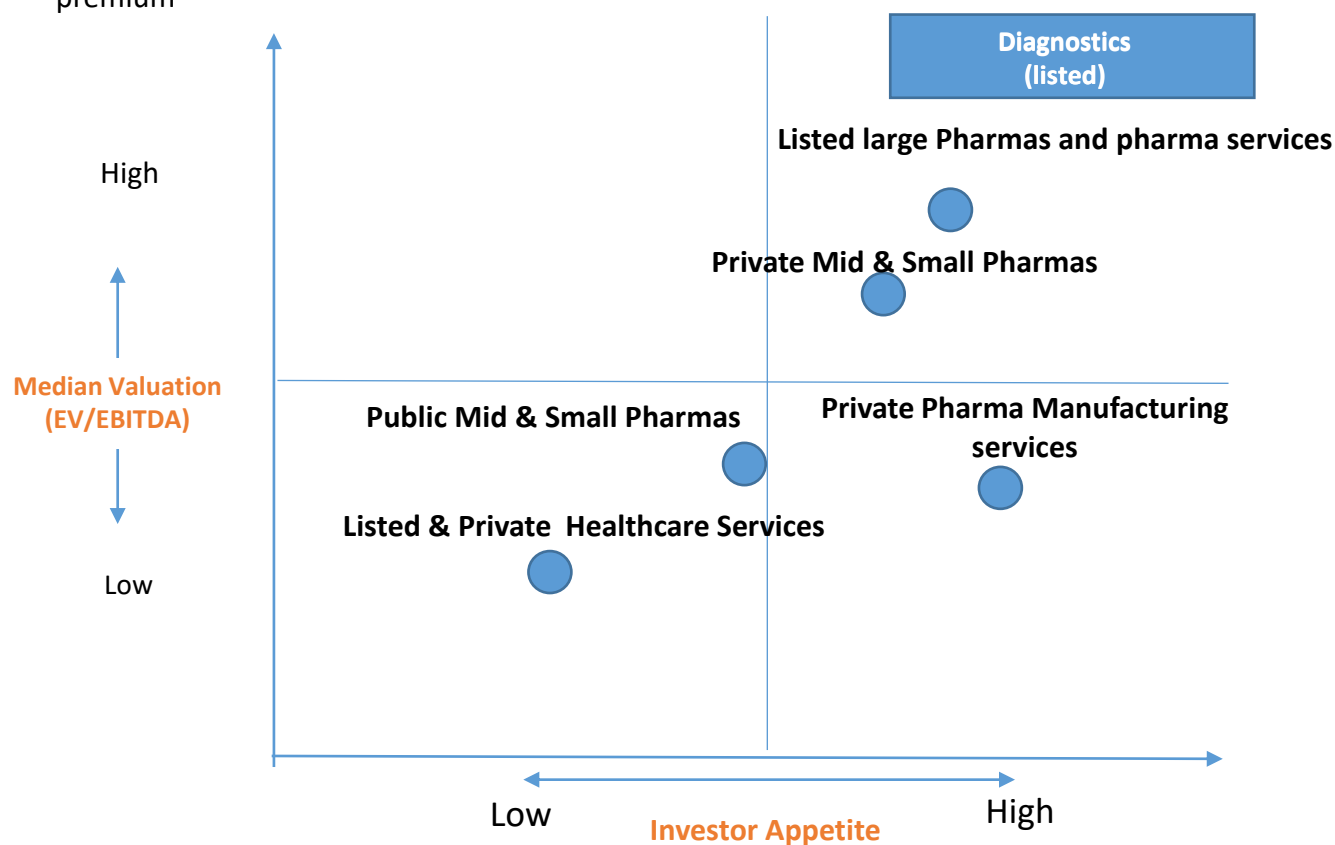 premium
Diagnostics
(listed)
Listed large Pharmas and pharma services
High
Private Mid & Small Pharmas
Median Valuation
(EV/EBITDA)
Public Mid & Small Pharmas
Private Pharma Manufacturing
services
Listed & Private  Healthcare Services
Low
Low
High
Investor Appetite